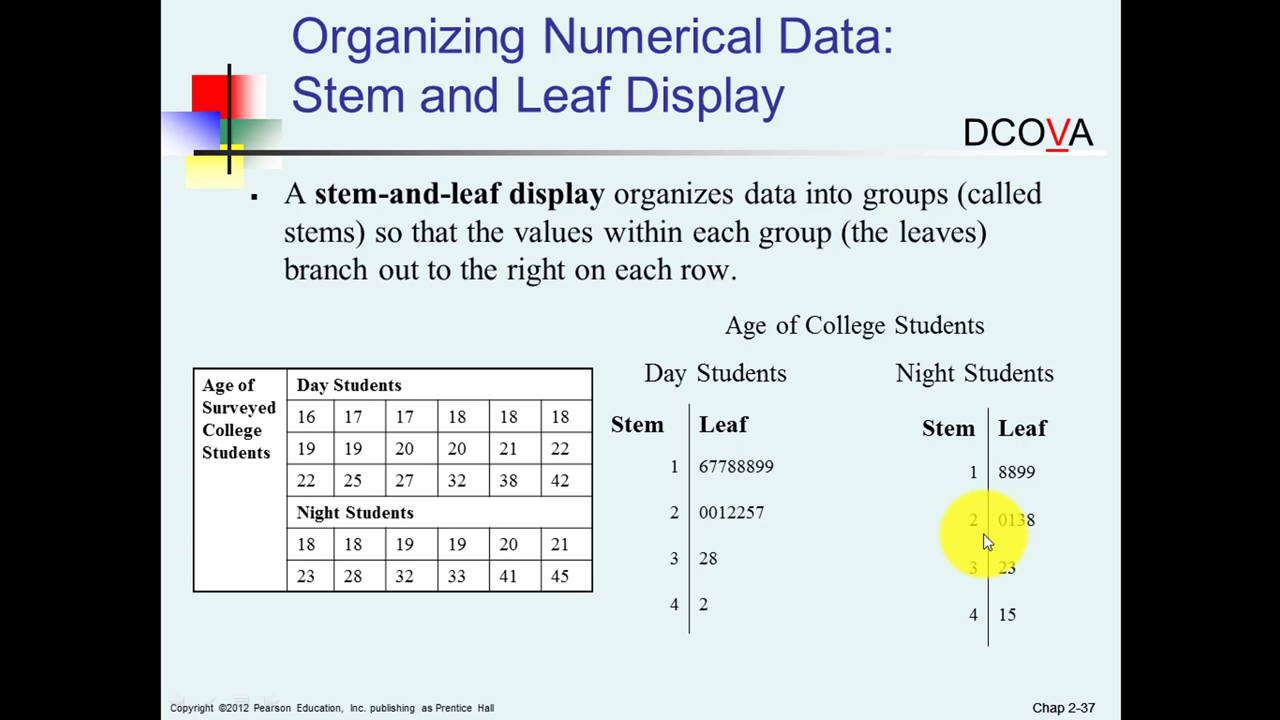 Organizing Numerical Data:
Stem and Leaf Display
DCOVA
▪ A stem-and-leaf display organizes data into groups (called
stems) so that the values within each group (the leaves)
branch out to the right on each row.
Age of
Surveyed
College
Students
Day Students
16 17 17 18 18 18
19 19 20 20 21 22
22 25 27 32 38 42
Night Students
18 18 19 19 20 21
23 28 32 33 41 45
Age of College Students
Day Students
Stem Leaf
1 67788899
2 0012257
3 28
4 2
Night Students
Stem Leaf
1 8899
2 0138
3 23
4 15
Copyright ©2012 Pearson Education, Inc. publishing as Prentice Hall
Chap 2-37